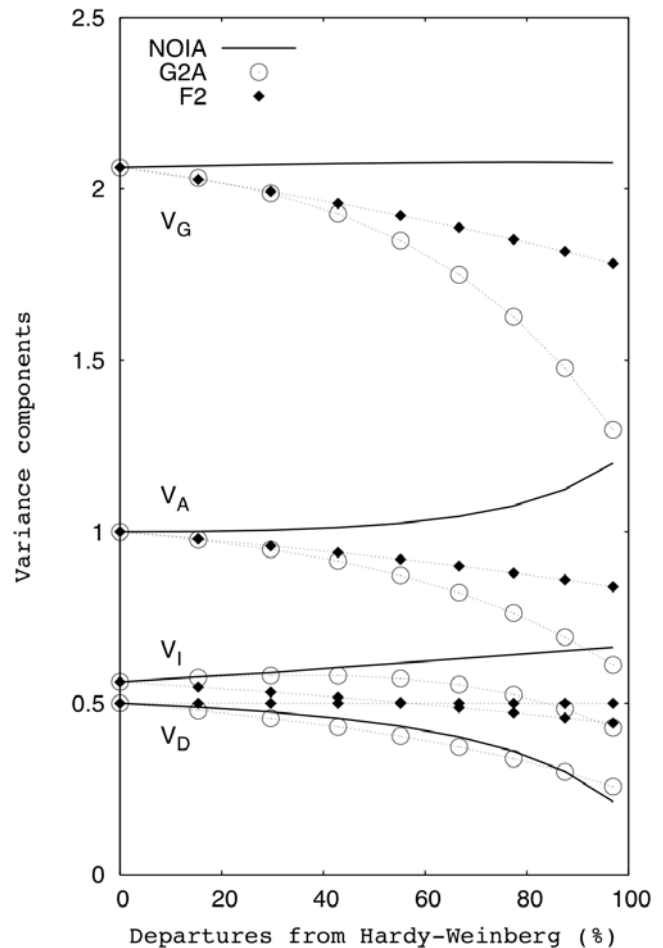 NOIA
G2A
F2
2.5
2
1.5
1
0.5
0
V_G
V_A
V_I
V_D
Variance components
0 20 40 60 80 100
Departures from Hardy-Weinberg (%)